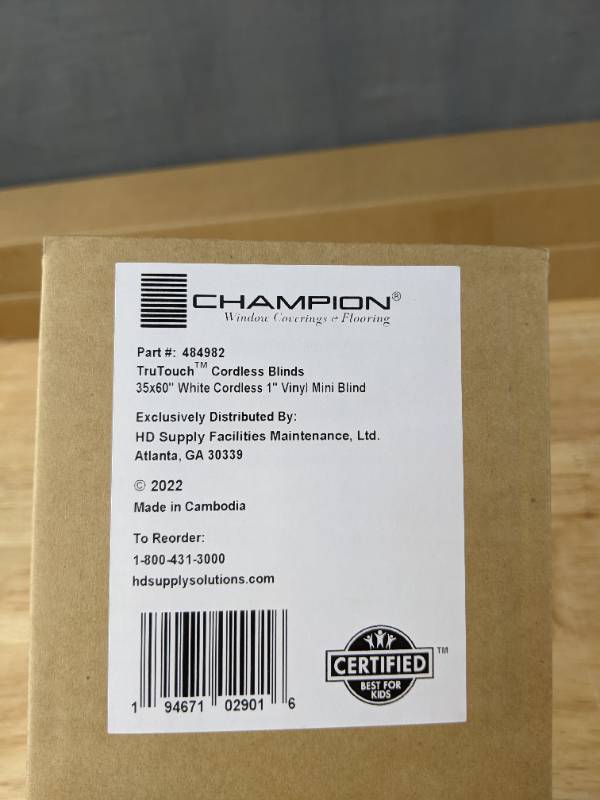 CHAMPION®
Window Coverings & Flooring
Part #: 484982
TruTouch™ Cordless Blinds
35x60" White Cordless 1" Vinyl Mini Blind
Exclusively Distributed By:
HD Supply Facilities Maintenance, Ltd.
Atlanta, GA 30339
© 2022
Made in Cambodia
To Reorder:
1-800-431-3000
hdsupplysolutions.com
1 94671 02901 6
CERTIFIED ™
BEST FOR
KIDS